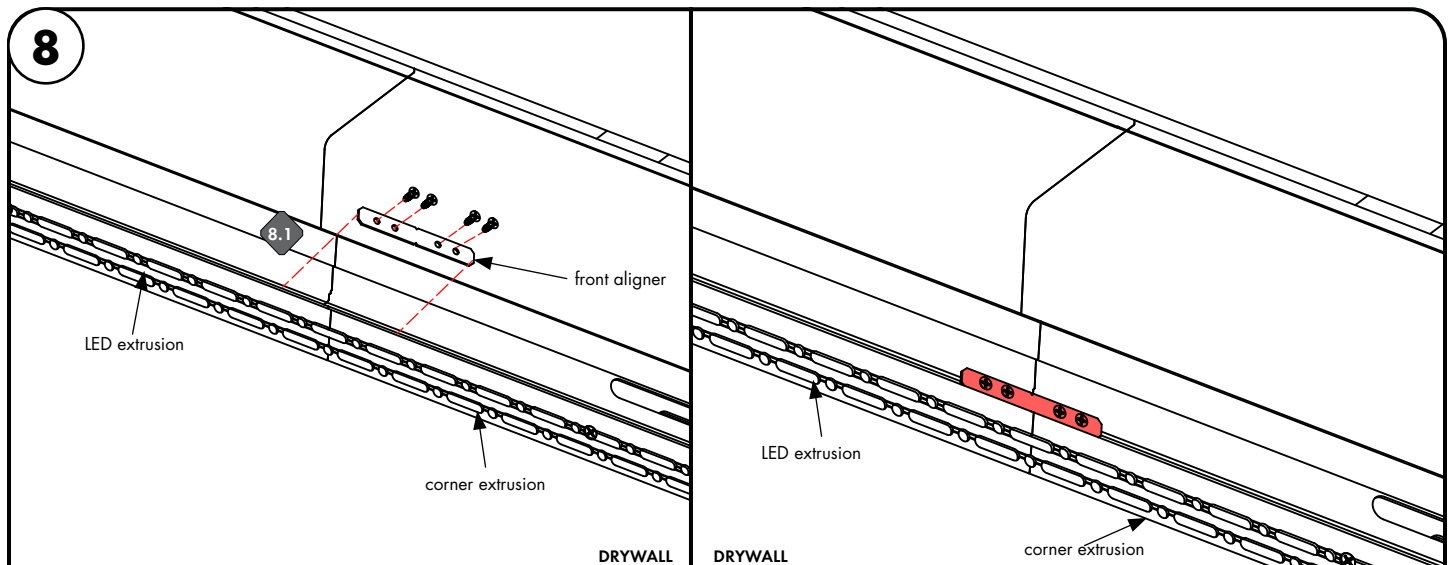 8
8.1
front aligner
LED extrusion
corner extrusion
DRYWALL
LED extrusion
corner extrusion
DRYWALL